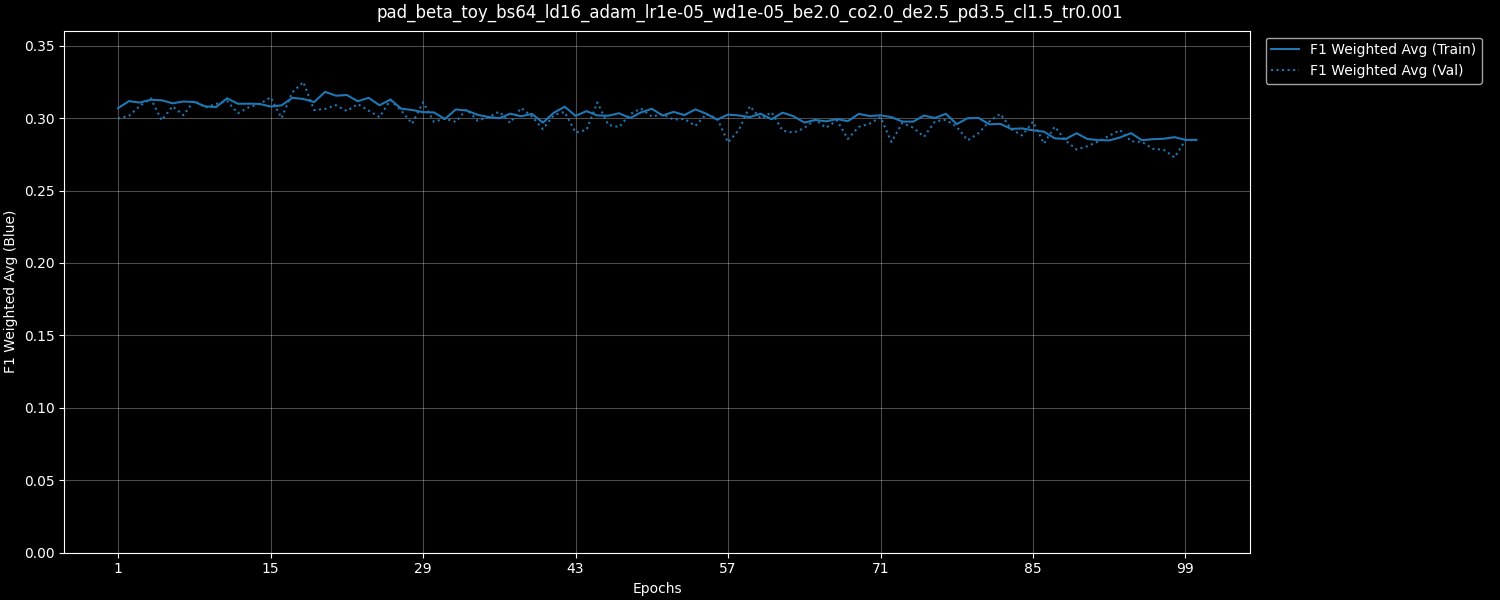 pad_beta_toy_bs64_ld16_adam_lr1e-05_wd1e-05_be2.0_co2.0_de2.5_pd3.5_cl1.5_tr0.001
F1 Weighted Avg (Train)
F1 Weighted Avg (Val)
F1 Weighted Avg (Blue)
0.35
0.30
0.25
0.20
0.15
0.10
0.05
0.00
1 15 29 43 57 71 85 99
Epochs